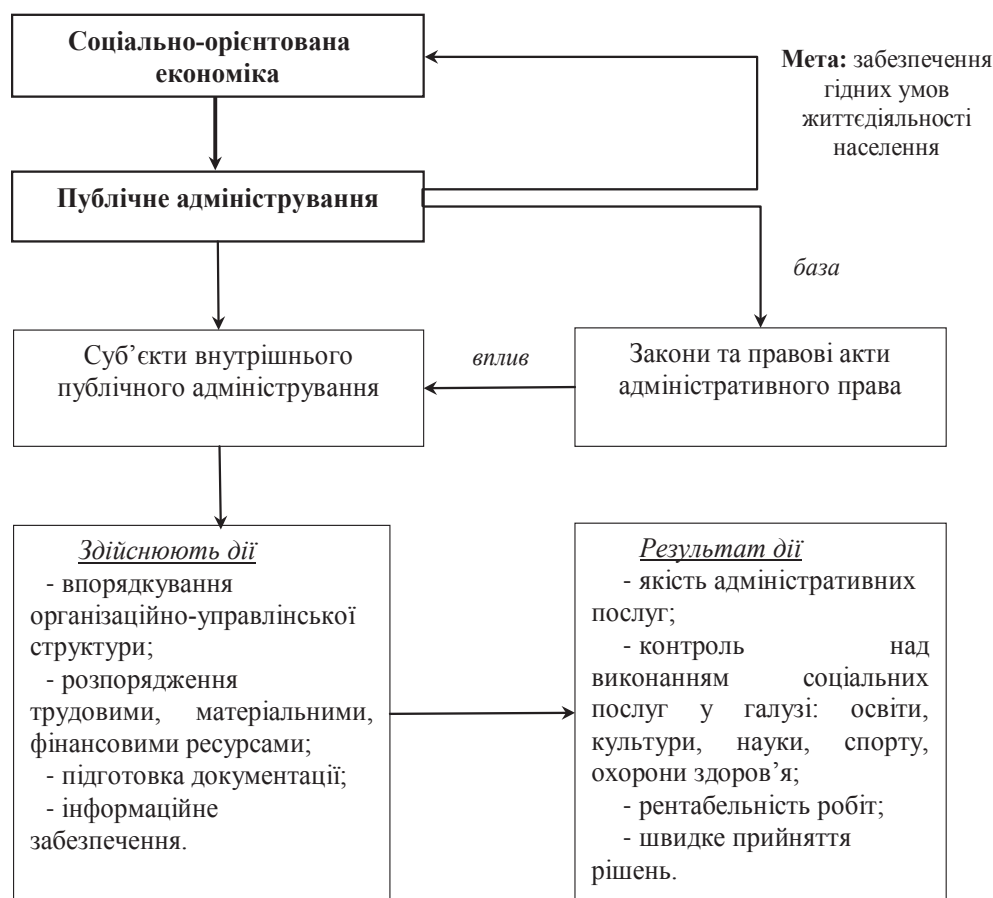 Соціально-орієнтована
економіка
Мета: забезпечення
гідних умов
життєдіяльності
населення
Публічне адміністрування
база
Суб’єкти внутрішнього
публічного адміністрування
вплив
Закони та правові акти
адміністративного права
Здійснюють дії
- впорядкування
організаційно-управлінської
структури;
- розпорядження
трудовими, матеріальними,
фінансовими ресурсами;
- підготовка документації;
- інформаційне
забезпечення.
Результат дії
- якість адміністративних
послуг;
- контроль над
виконанням соціальних
послуг у галузі: освіти,
культури, науки, спорту,
охорони здоров’я;
- рентабельність робіт;
- швидке прийняття
рішень.